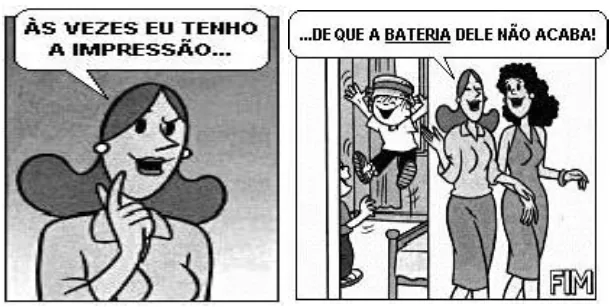 ÀS VEZES EU TENHO
A IMPRESSÃO...
...DE QUE A BATERIA DELE NÃO ACABA!
FIM